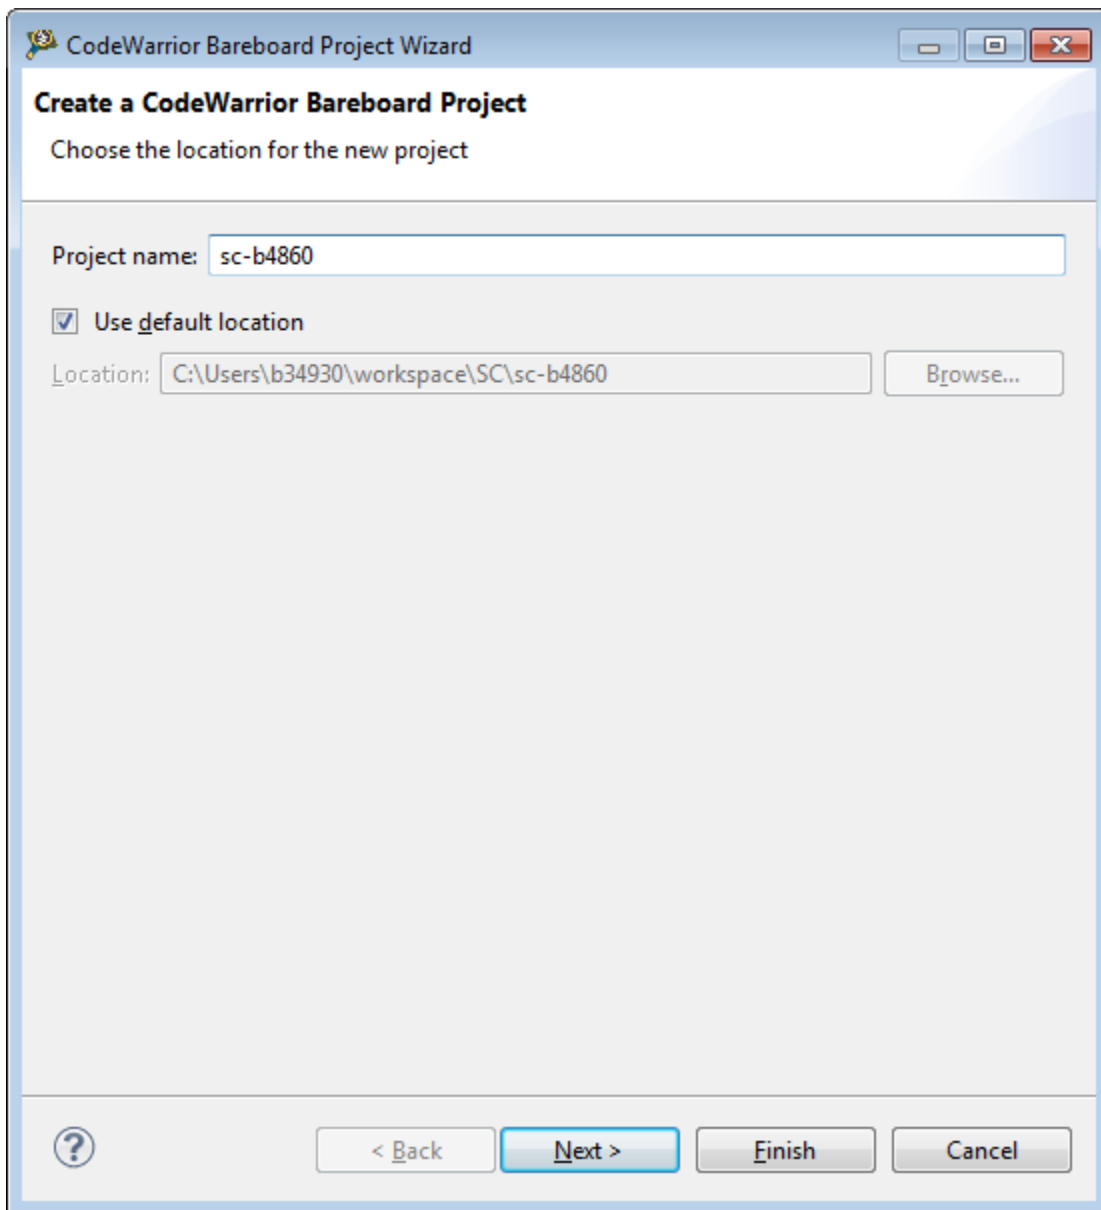 CodeWarrior Bareboard Project Wizard
Create a CodeWarrior Bareboard Project
Choose the location for the new project
Project name: sc-b4860
Use default location
Location: C:\Users\b34930\workspace\SC\sc-b4860 Browse...
? < Back Next > Finish Cancel